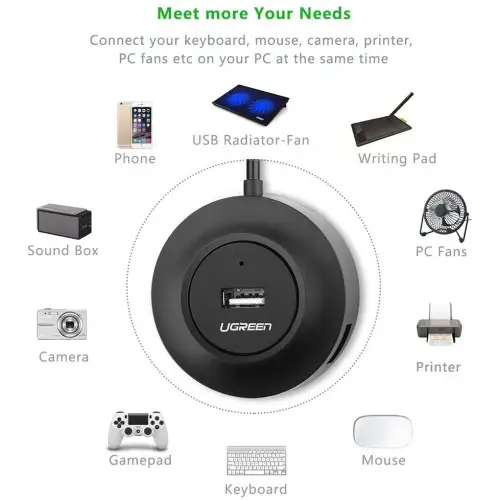 Meet more Your Needs
Connect your keyboard, mouse, camera, printer,
PC fans etc on your PC at the same time
Phone
USB Radiator-Fan
Writing Pad
Sound Box
PC Fans
UGREEN
Camera
Printer
Gamepad
Keyboard
Mouse